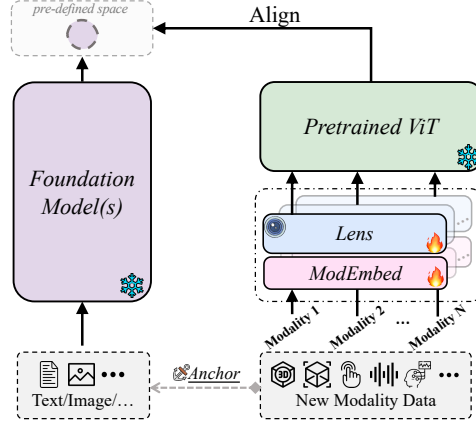 pre-defined space
Align
Foundation
Model(s)
Pretrained ViT
Lens
...
ModEmbed
...
Modality 1
Modality 2
...
Modality N
Anchor
3D
Text/Image/...
New Modality Data